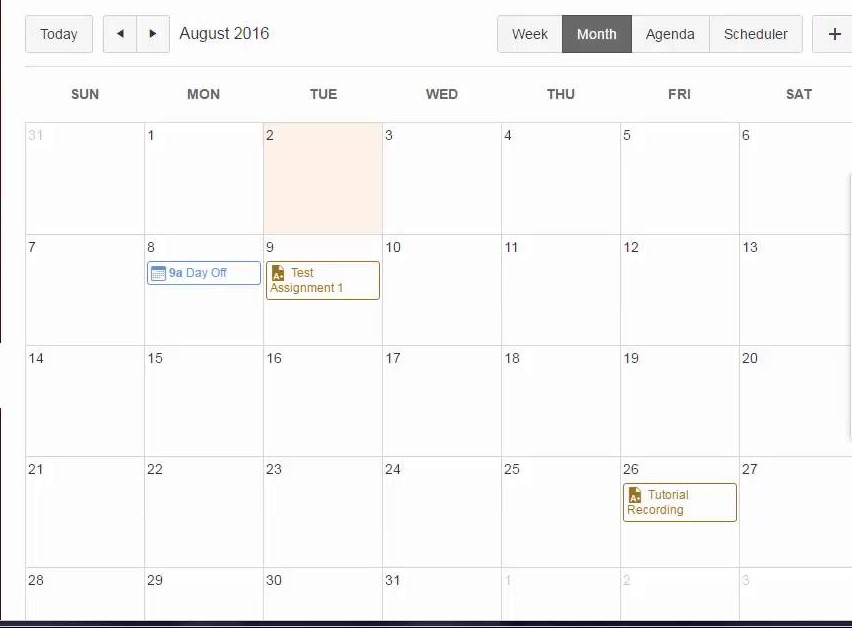 Today ◄ ► August 2016 Week Month Agenda Scheduler +
SUN MON TUE WED THU FRI SAT
31 1 2 3 4 5 6
7 8 9 10 11 12 13
9a Day Off
Test
Assignment 1
14 15 16 17 18 19 20
21 22 23 24 25 26 27
Tutorial
Recording
28 29 30 31 1 2 3